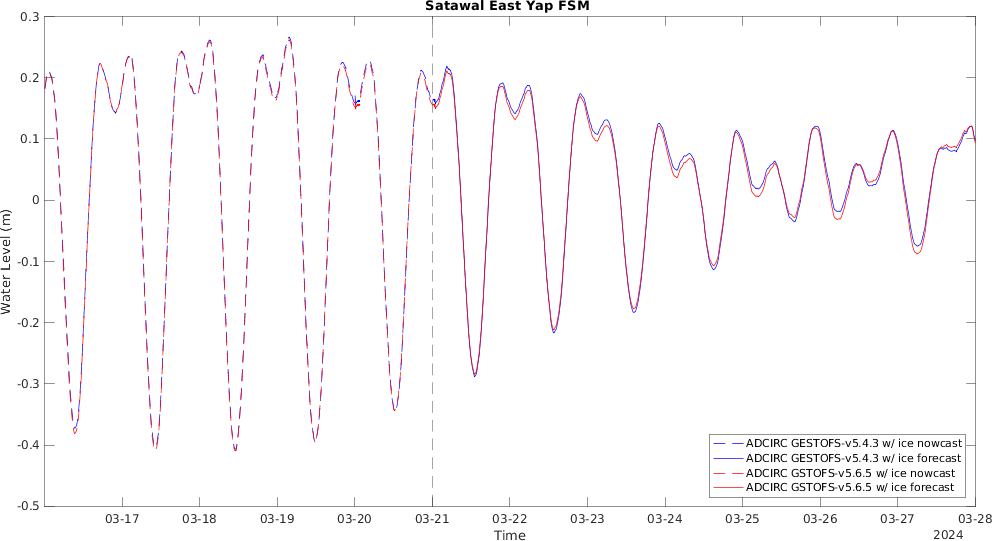 Satawal East Yap FSM
0.3
0.2
0.1
0
-0.1
-0.2
-0.3
-0.4
-0.5
Water Level (m)
ADCIRC GESTOFS-v5.4.3 w/ ice nowcast
ADCIRC GESTOFS-v5.4.3 w/ ice forecast
ADCIRC GSTOFS-v5.6.5 w/ ice nowcast
ADCIRC GSTOFS-v5.6.5 w/ ice forecast
03-17 03-18 03-19 03-20 03-21 03-22 03-23 03-24 03-25 03-26 03-27 03-28
Time
2024